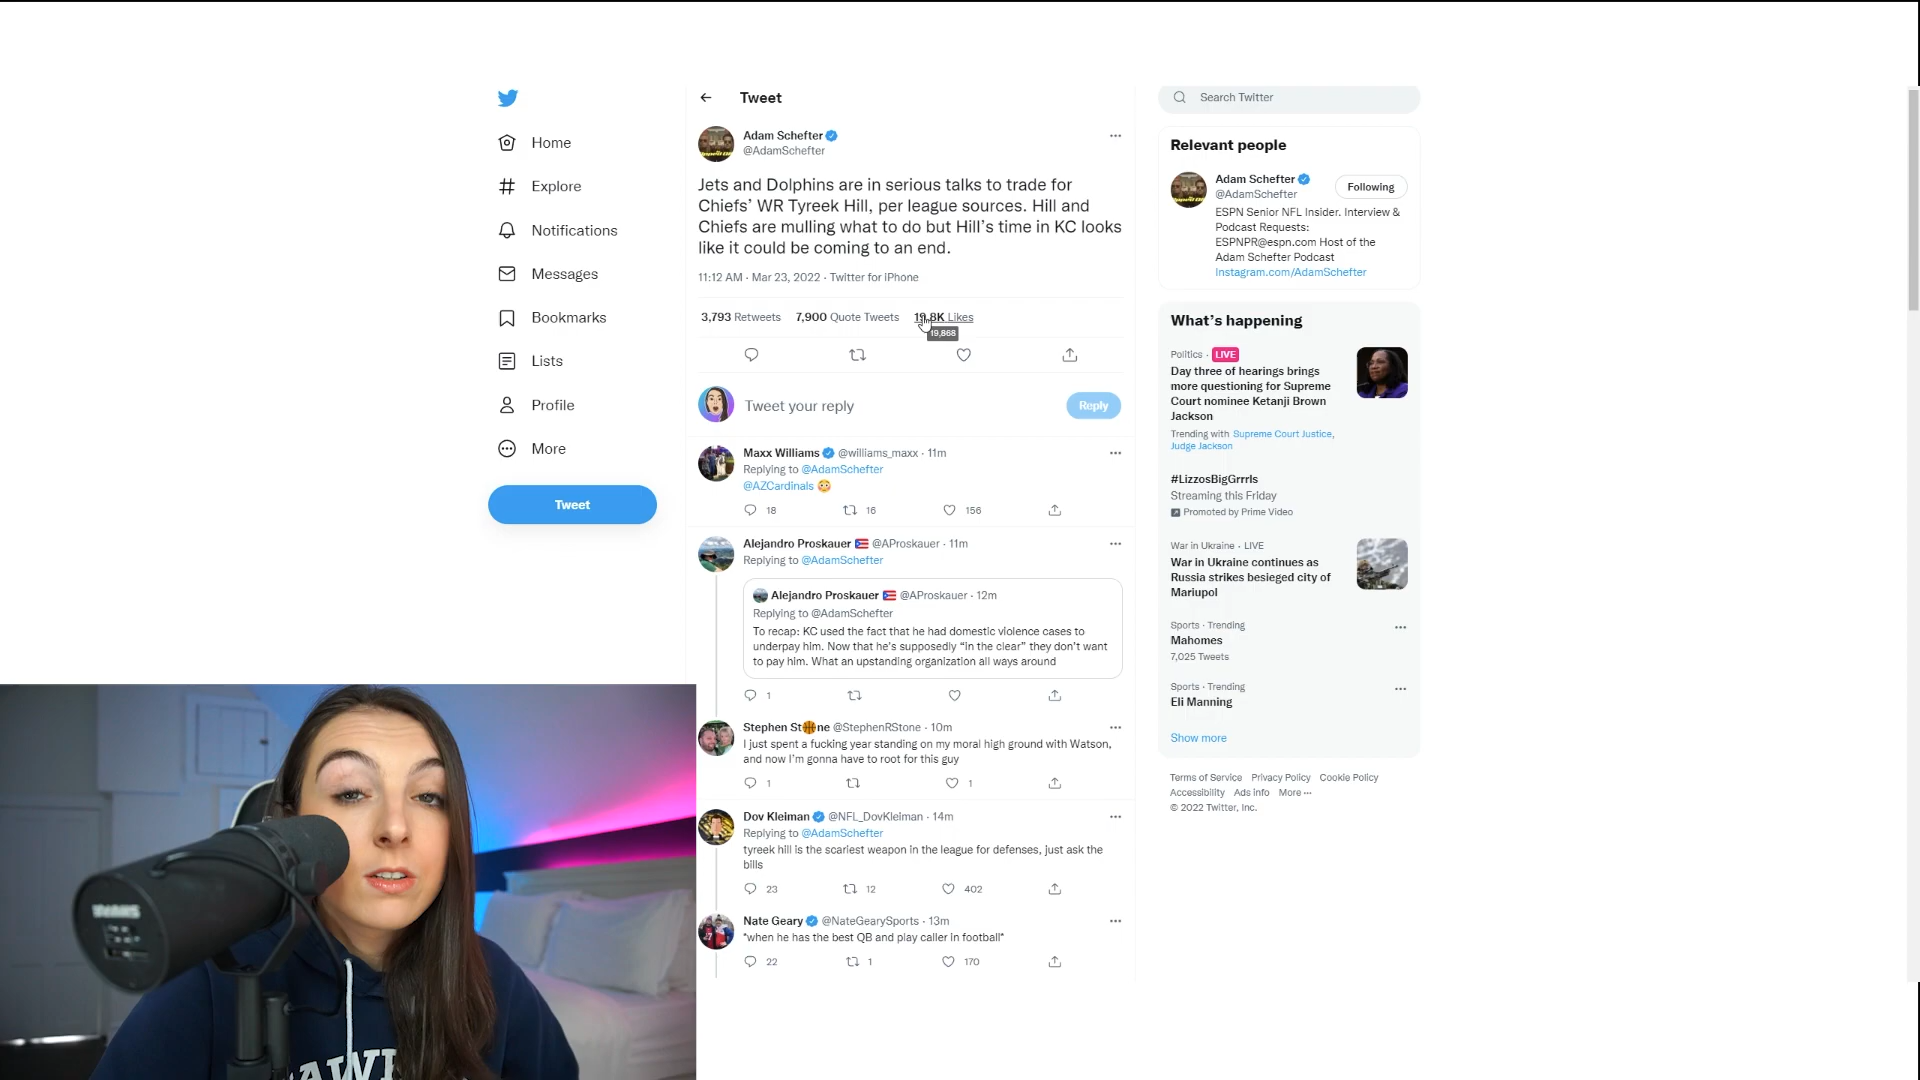 Tweet
Search Twitter
Home
Explore
Notifications
Messages
Bookmarks
Lists
Profile
More
Tweet
Adam Schefter
@AdamSchefter
Jets and Dolphins are in serious talks to trade for
Chiefs' WR Tyreek Hill, per league sources. Hill and
Chiefs are mulling what to do but Hill's time in KC looks
like it could be coming to an end.
11:12 AM · Mar 23, 2022 · Twitter for iPhone
3,793 Retweets 7,900 Quote Tweets 19.8K Likes
19,868
Tweet your reply
Reply
Maxx Williams @williams_maxx · 11m
Replying to @AdamSchefter
@AZCardinals 😳
18 16 156
Alejandro Proskauer 🇵🇷 @AProskauer · 11m
Replying to @AdamSchefter
Alejandro Proskauer 🇵🇷 @AProskauer · 12m
Replying to @AdamSchefter
To recap: KC used the fact that he had domestic violence cases to
underpay him. Now that he's supposedly "in the clear" they don't want
to pay him. What an upstanding organization all ways around
1
Stephen St🏀ne @StephenRStone · 10m
I just spent a fucking year standing on my moral high ground with Watson,
and now I'm gonna have to root for this guy
1 1
Dov Kleiman @NFL_DovKleiman · 14m
Replying to @AdamSchefter
tyreek hill is the scariest weapon in the league for defenses, just ask the
bills
23 12 402
Nate Geary @NateGearySports · 13m
*when he has the best QB and play caller in football*
22 1 170
Relevant people
Adam Schefter
@AdamSchefter
Following
ESPN Senior NFL Insider. Interview &
Podcast Requests:
ESPNPR@espn.com Host of the
Adam Schefter Podcast
Instagram.com/AdamSchefter
What's happening
Politics · LIVE
Day three of hearings brings
more questioning for Supreme
Court nominee Ketanji Brown
Jackson
Trending with Supreme Court Justice,
Judge Jackson
#LizzosBigGrrrls
Streaming this Friday
Promoted by Prime Video
War in Ukraine · LIVE
War in Ukraine continues as
Russia strikes besieged city of
Mariupol
Sports · Trending
Mahomes
7,025 Tweets
Sports · Trending
Eli Manning
Show more
Terms of Service Privacy Policy Cookie Policy
Accessibility Ads info More ···
© 2022 Twitter, Inc.